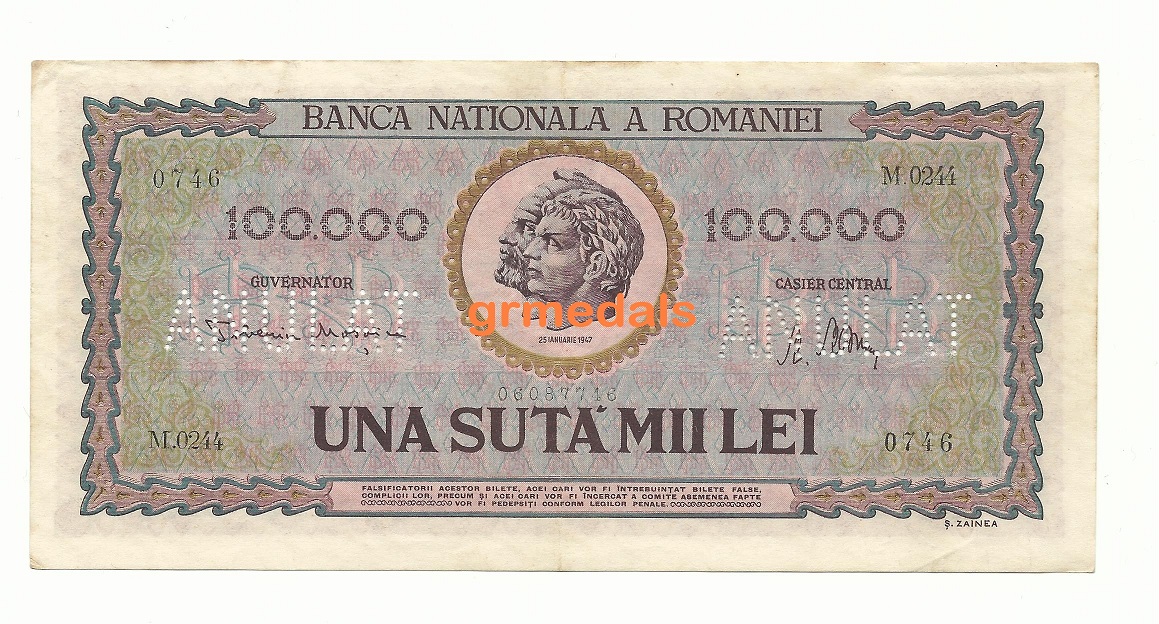 BANCA NATIONALA A ROMÂNIEI
0746 M.0244
100.000 100.000
GUVERNATOR CASIER CENTRAL
ANULAT ANULAT
grmedals
25 IANUARIE 1947
06087746
UNA SUTĂ MII LEI
M.0244 0746
FALSIFICATORII ACESTOR BILETE, ACEI CARI VOR FI ÎNTREBUINȚAT BILETE FALSE,
COMPLICII LOR, PRECUM ȘI ACEI CARI VOR FI ÎNCERCAT A COMITE ASEMENEA FAPTE
VOR FI PEDEPSIȚI CONFORM LEGILOR PENALE.
Ș. ZAINEA